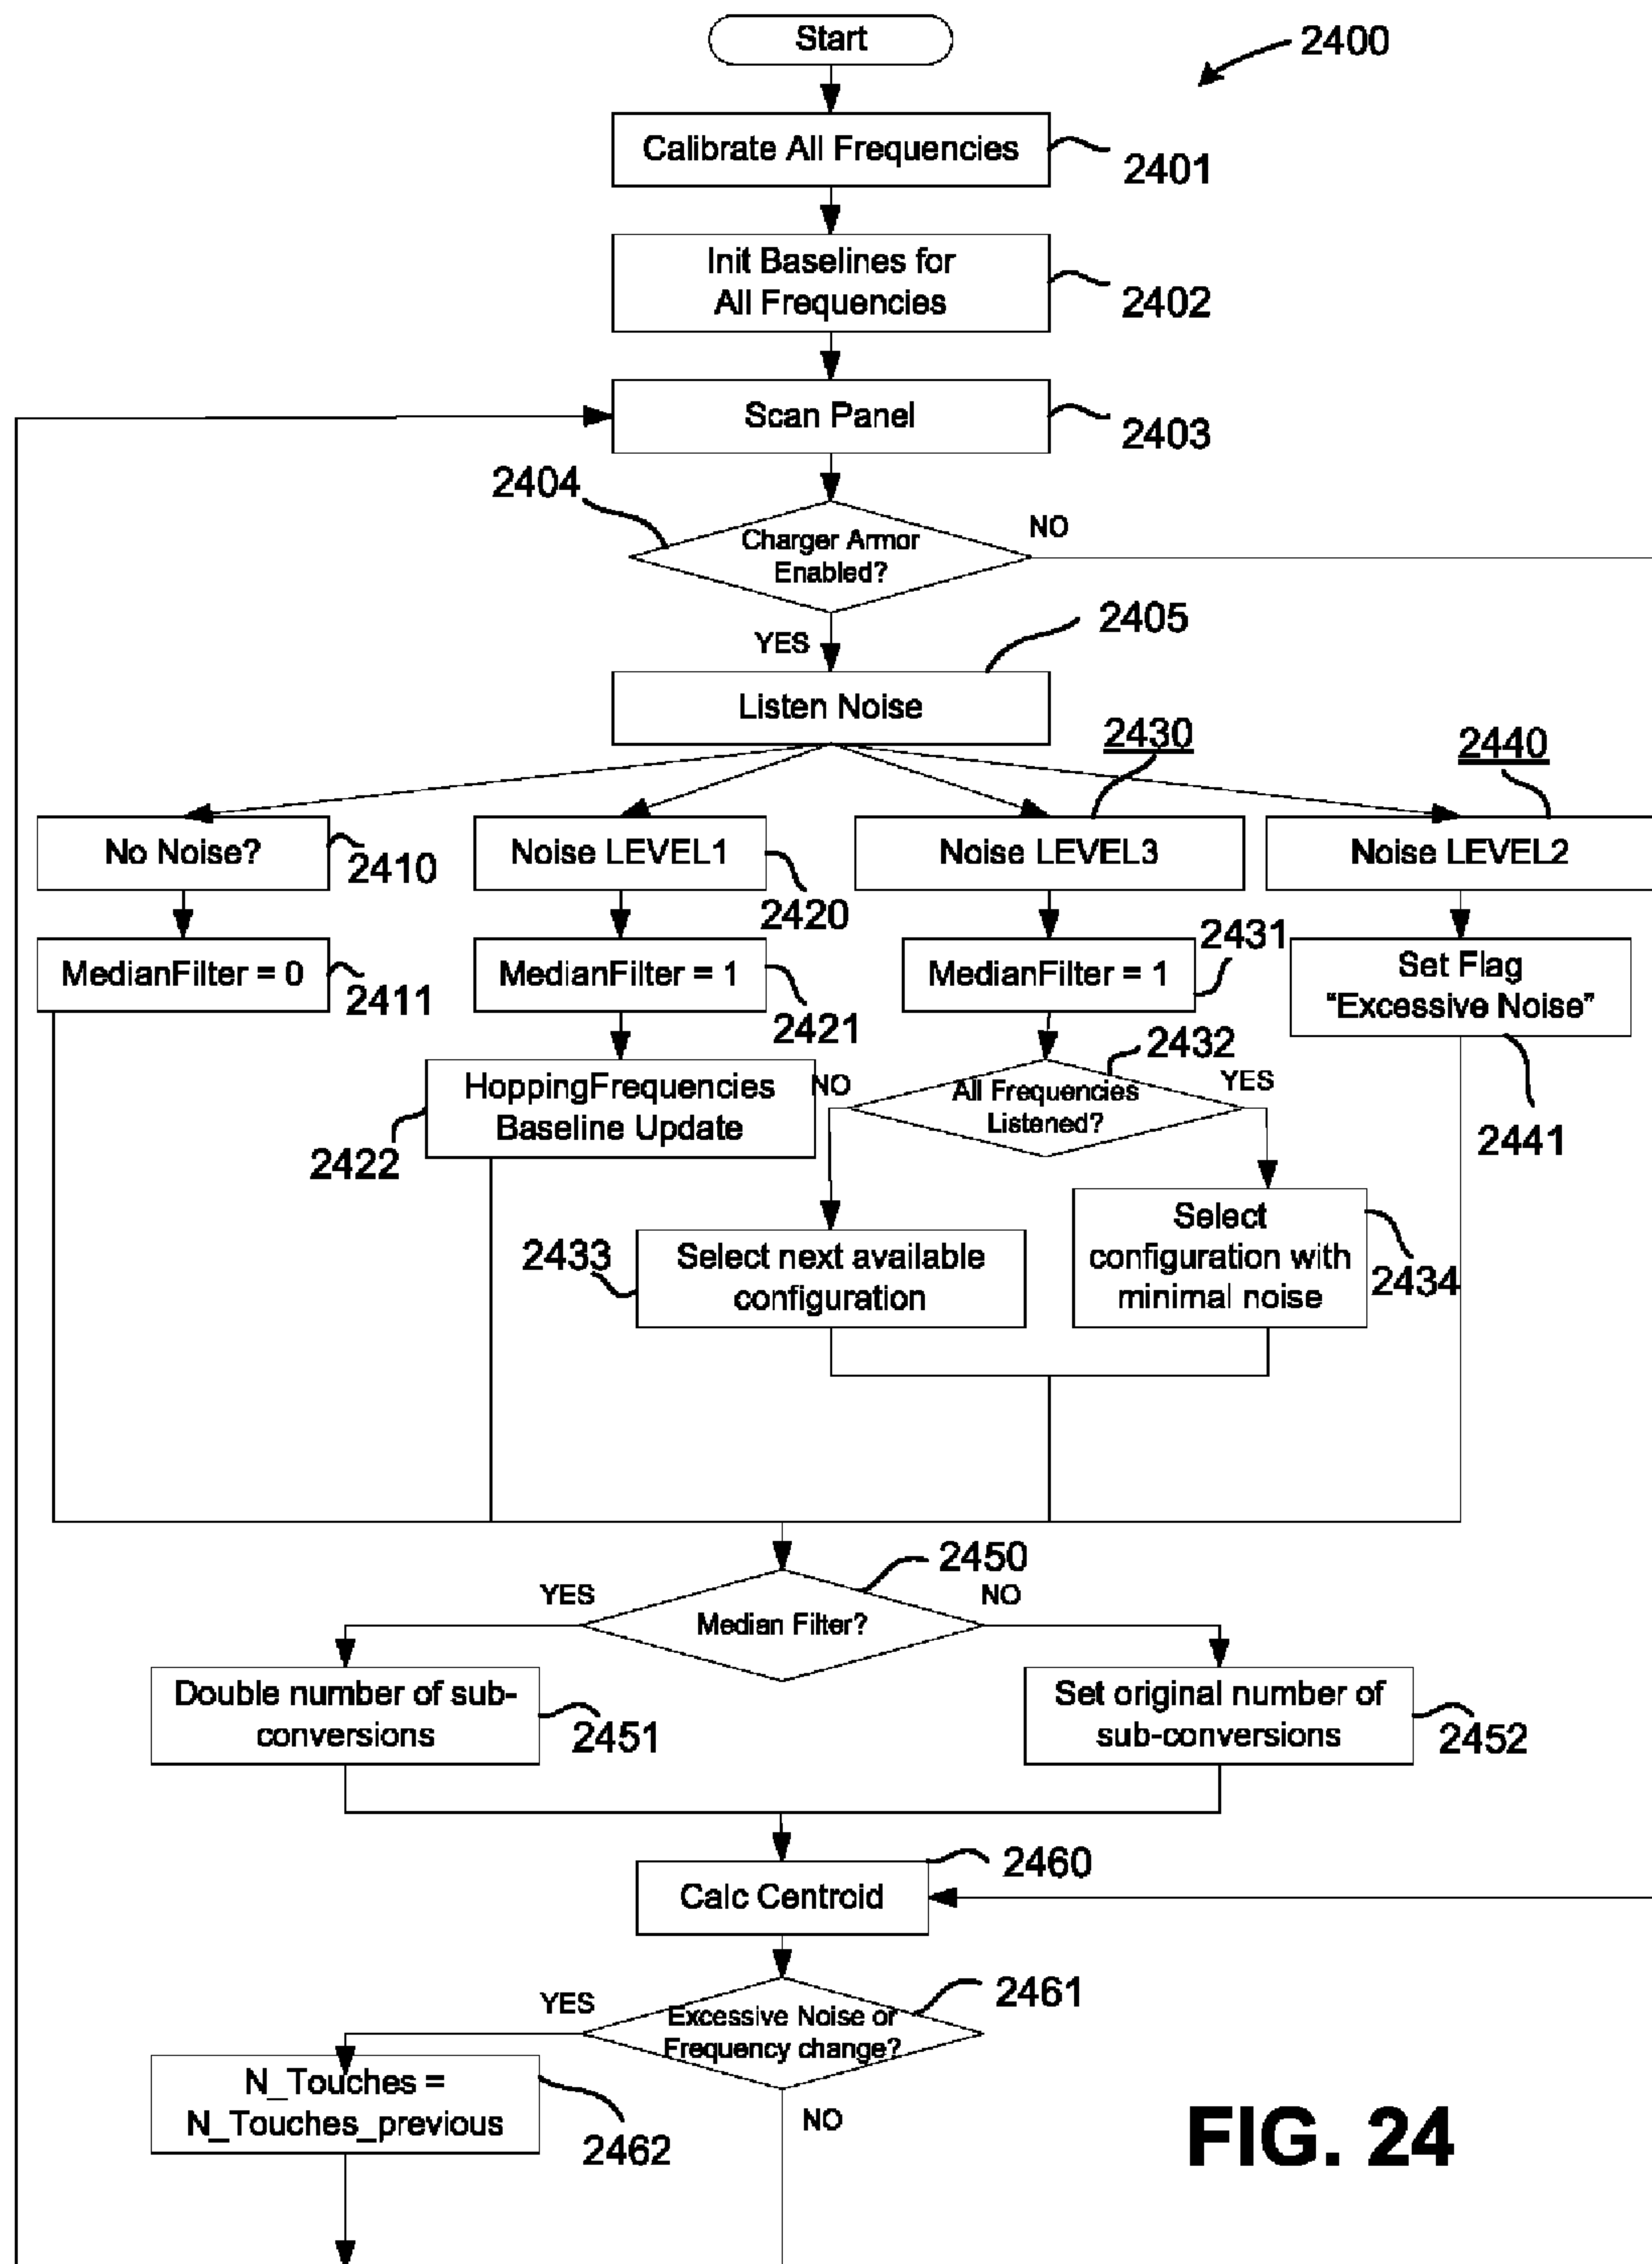 Start
2400
Calibrate All Frequencies
2401
Init Baselines for
All Frequencies
2402
Scan Panel
2403
2404
Charger Armor
Enabled?
NO
YES
2405
Listen Noise
2430
2440
No Noise?
2410
Noise LEVEL1
2420
Noise LEVEL3
Noise LEVEL2
MedianFilter = 0
2411
MedianFilter = 1
2421
MedianFilter = 1
2431
Set Flag
“Excessive Noise”
2441
HoppingFrequencies
Baseline Update
2422
NO
All Frequencies
Listened?
2432
YES
2433
Select next available
configuration
Select
configuration with
minimal noise
2434
2450
YES
Median Filter?
NO
Double number of sub-
conversions
2451
Set original number of
sub-conversions
2452
2460
Calc Centroid
2461
YES
Excessive Noise or
Frequency change?
N_Touches =
N_Touches_previous
2462
NO
FIG. 24